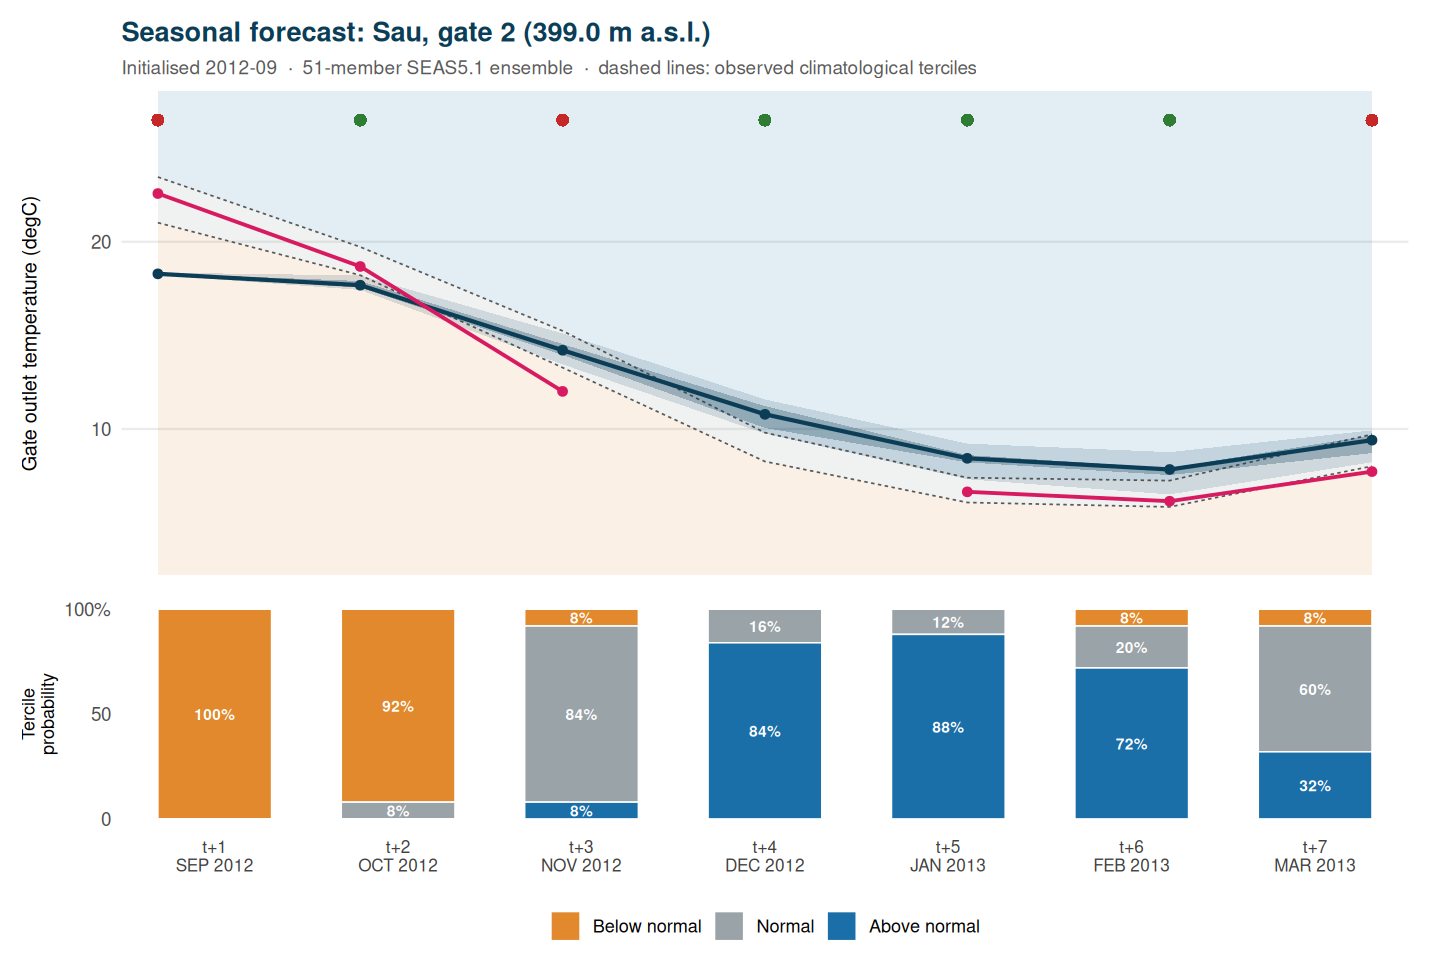 Seasonal forecast: Sau, gate 2 (399.0 m a.s.l.)
Initialised 2012-09 · 51-member SEAS5.1 ensemble · dashed lines: observed climatological terciles
Gate outlet temperature (degC)
20
10
Tercile
probability
100%
50
0
100%
92%
8%
8%
84%
8%
16%
84%
12%
88%
8%
20%
72%
8%
60%
32%
t+1
SEP 2012
t+2
OCT 2012
t+3
NOV 2012
t+4
DEC 2012
t+5
JAN 2013
t+6
FEB 2013
t+7
MAR 2013
Below normal
Normal
Above normal